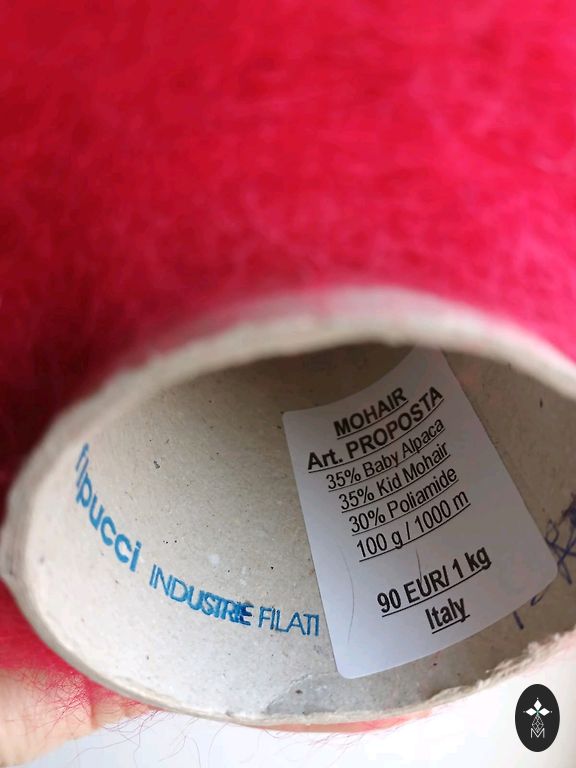 MOHAIR
Art. PROPOSTA
35% Baby Alpaca
35% Kid Mohair
30% Poliamide
100 g / 1000 m
90 EUR/ 1 kg
Italy
filpucci INDUSTRIE FILATI